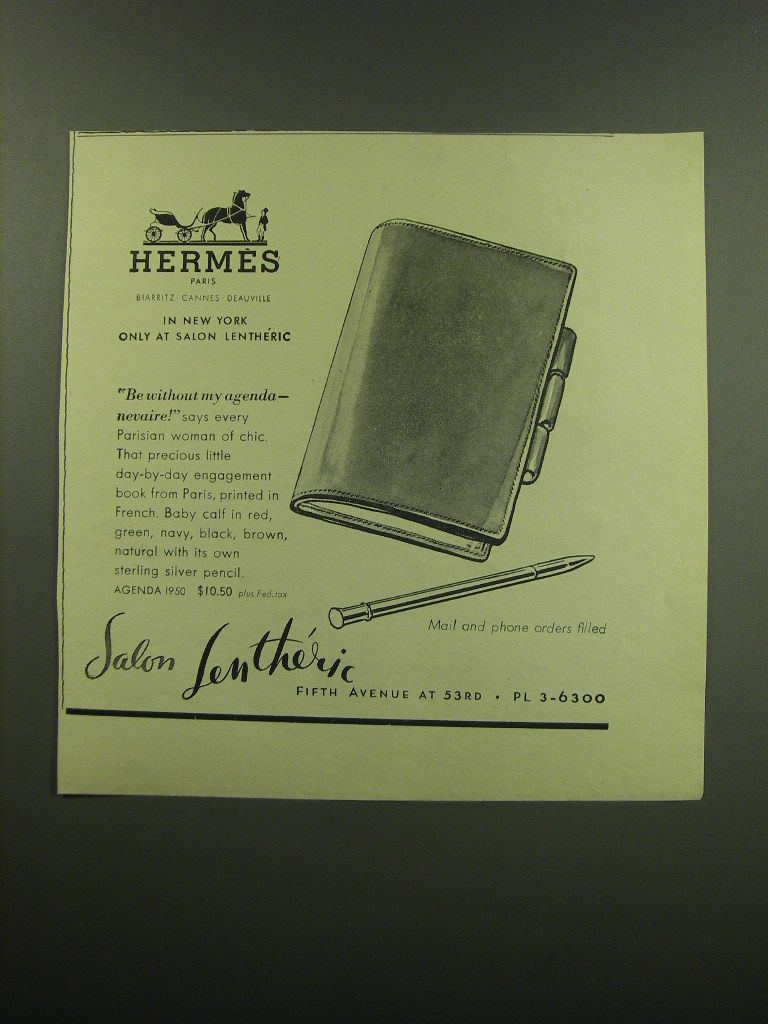 HERMÈS
PARIS
BIARRITZ - CANNES - DEAUVILLE
IN NEW YORK
ONLY AT SALON LENTHÉRIC
"Be without my agenda—
nevaire!" says every
Parisian woman of chic.
That precious little
day-by-day engagement
book from Paris, printed in
French. Baby calf in red,
green, navy, black, brown,
natural with its own
sterling silver pencil.
AGENDA 1950 $10.50 plus Fed. tax
Mail and phone orders filled
Salon Lenthéric
FIFTH AVENUE AT 53RD • PL 3-6300